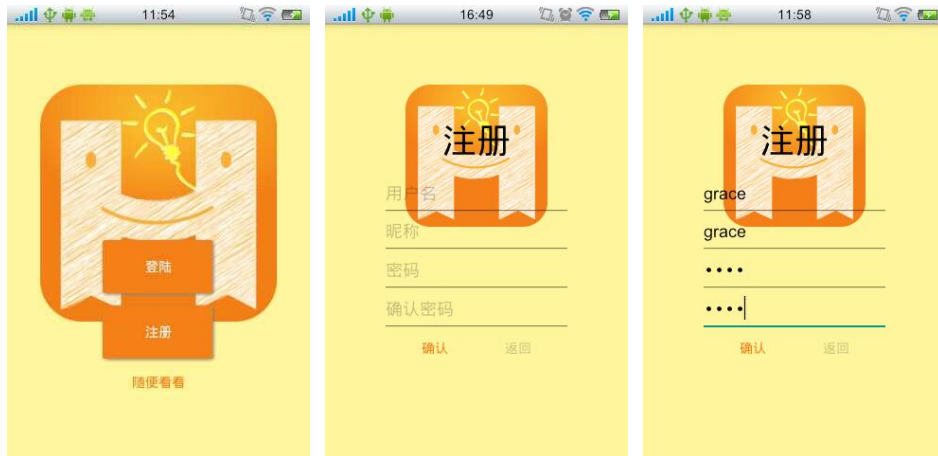 11:54
登陆
注册
随便看看
16:49
注册
用户名
昵称
密码
确认密码
确认 返回
11:58
注册
grace
grace
••••
••••
确认 返回